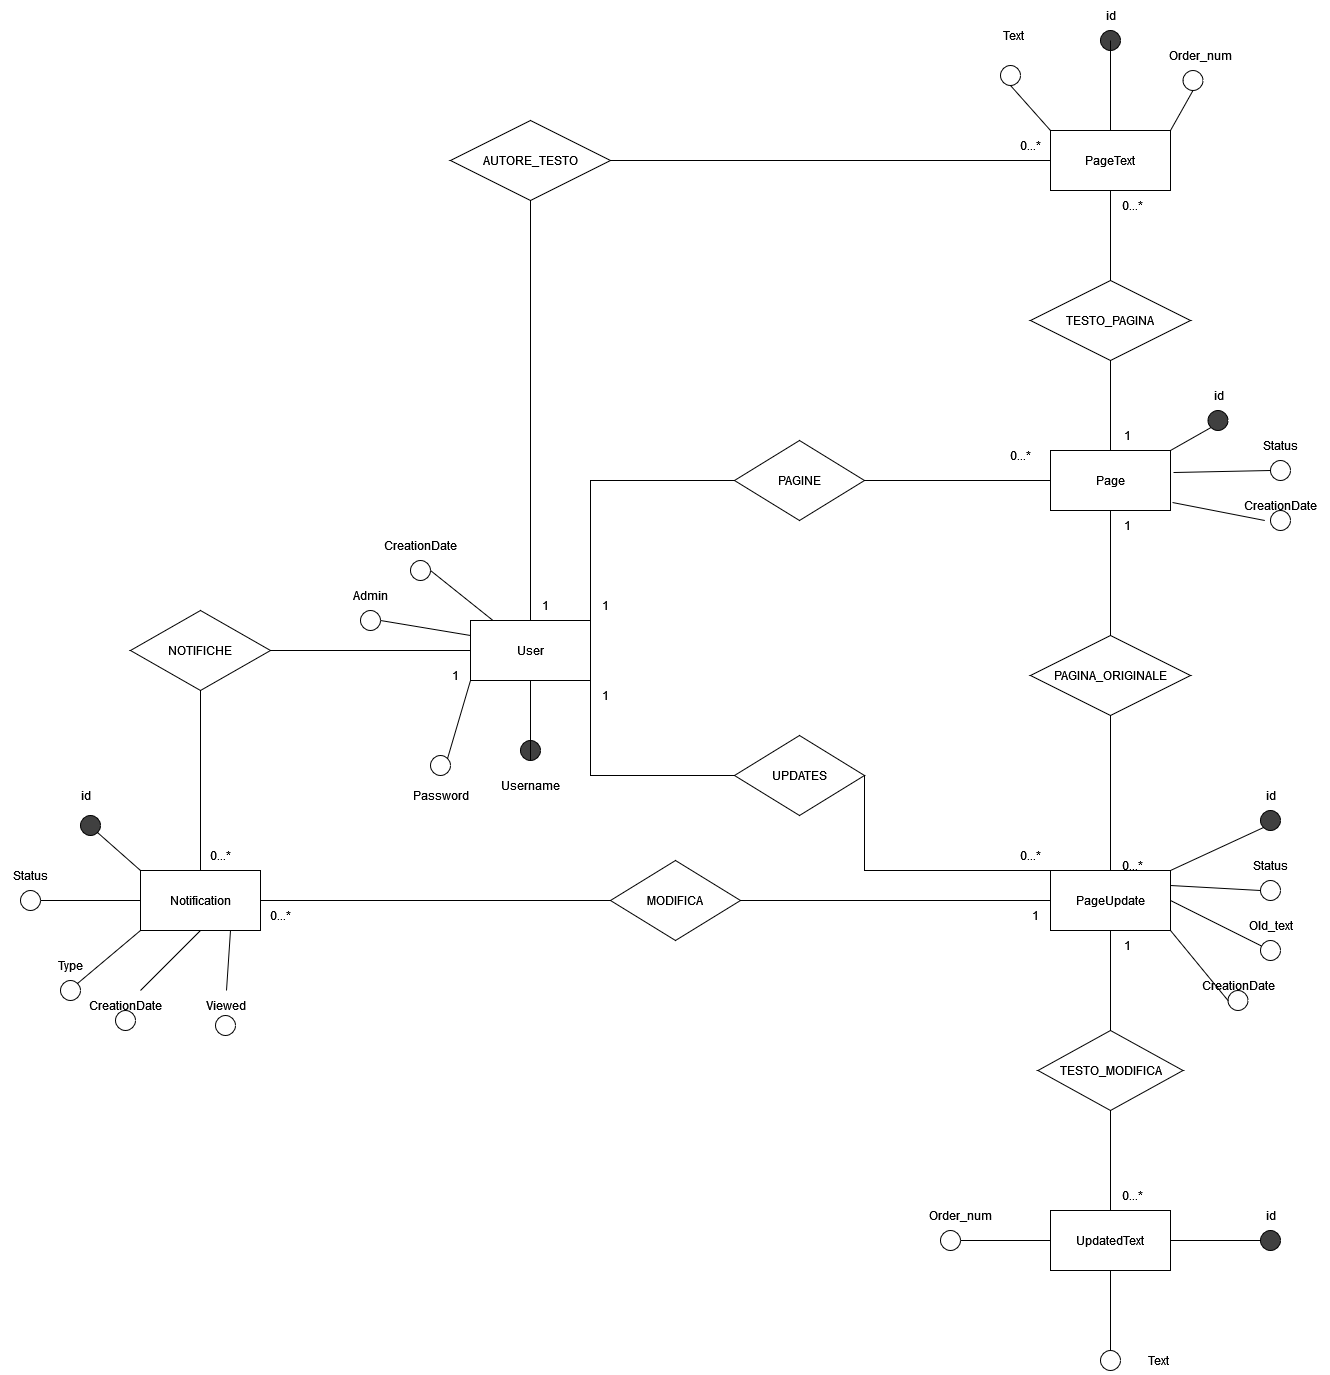 id
Text
Order_num
AUTORE_TESTO
0...*
PageText
0...*
TESTO_PAGINA
id
1
Status
0...*
PAGINE
Page
CreationDate
1
CreationDate
Admin
1
1
NOTIFICHE
User
1
PAGINA_ORIGINALE
1
UPDATES
Username
Password
id
id
0...*
0...*
0...*
Status
Status
Notification
MODIFICA
PageUpdate
0...*
1
Old_text
1
Type
CreationDate
CreationDate
Viewed
TESTO_MODIFICA
0...*
Order_num
id
UpdatedText
Text